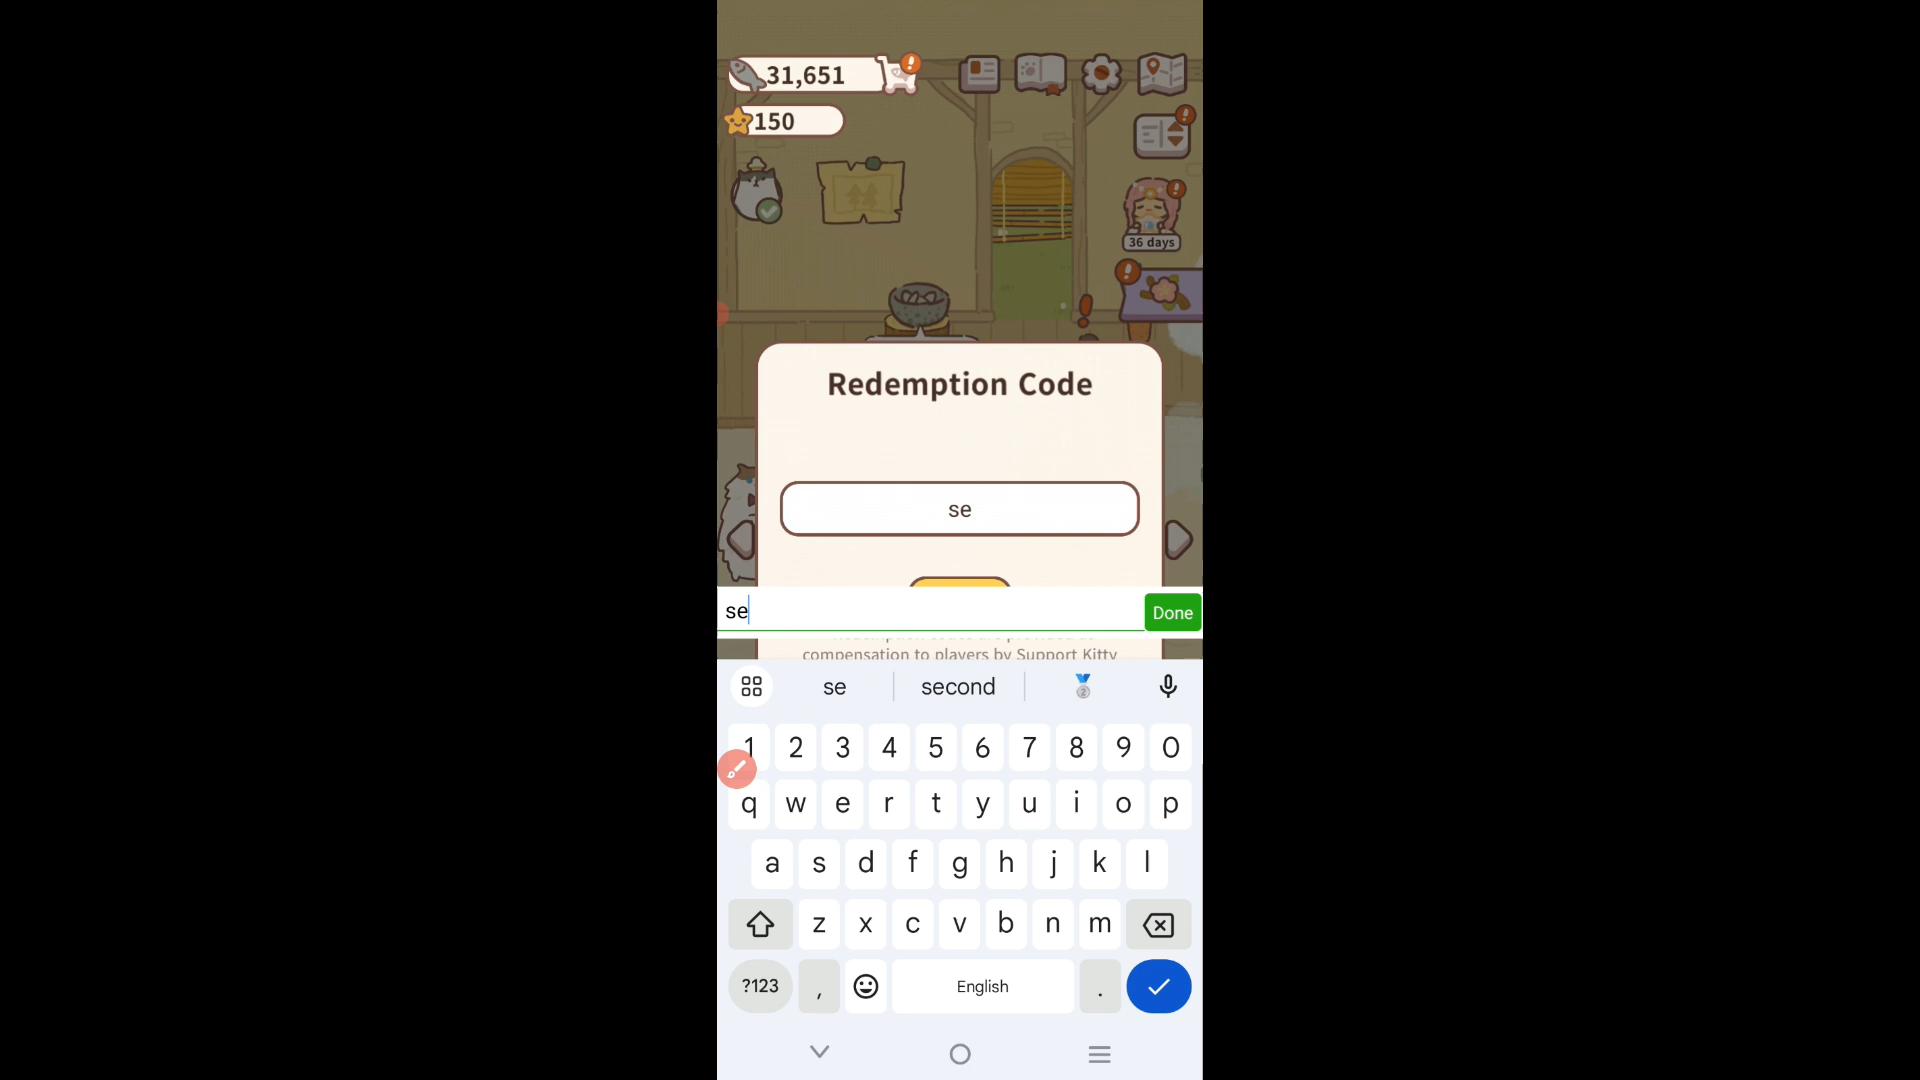 31,651
150
36 days
Redemption Code
se
se
Done
compensation to players by Support Kitty
se second
1 2 3 4 5 6 7 8 9 0
q w e r t y u i o p
a s d f g h j k l
z x c v b n m
?123 , English .